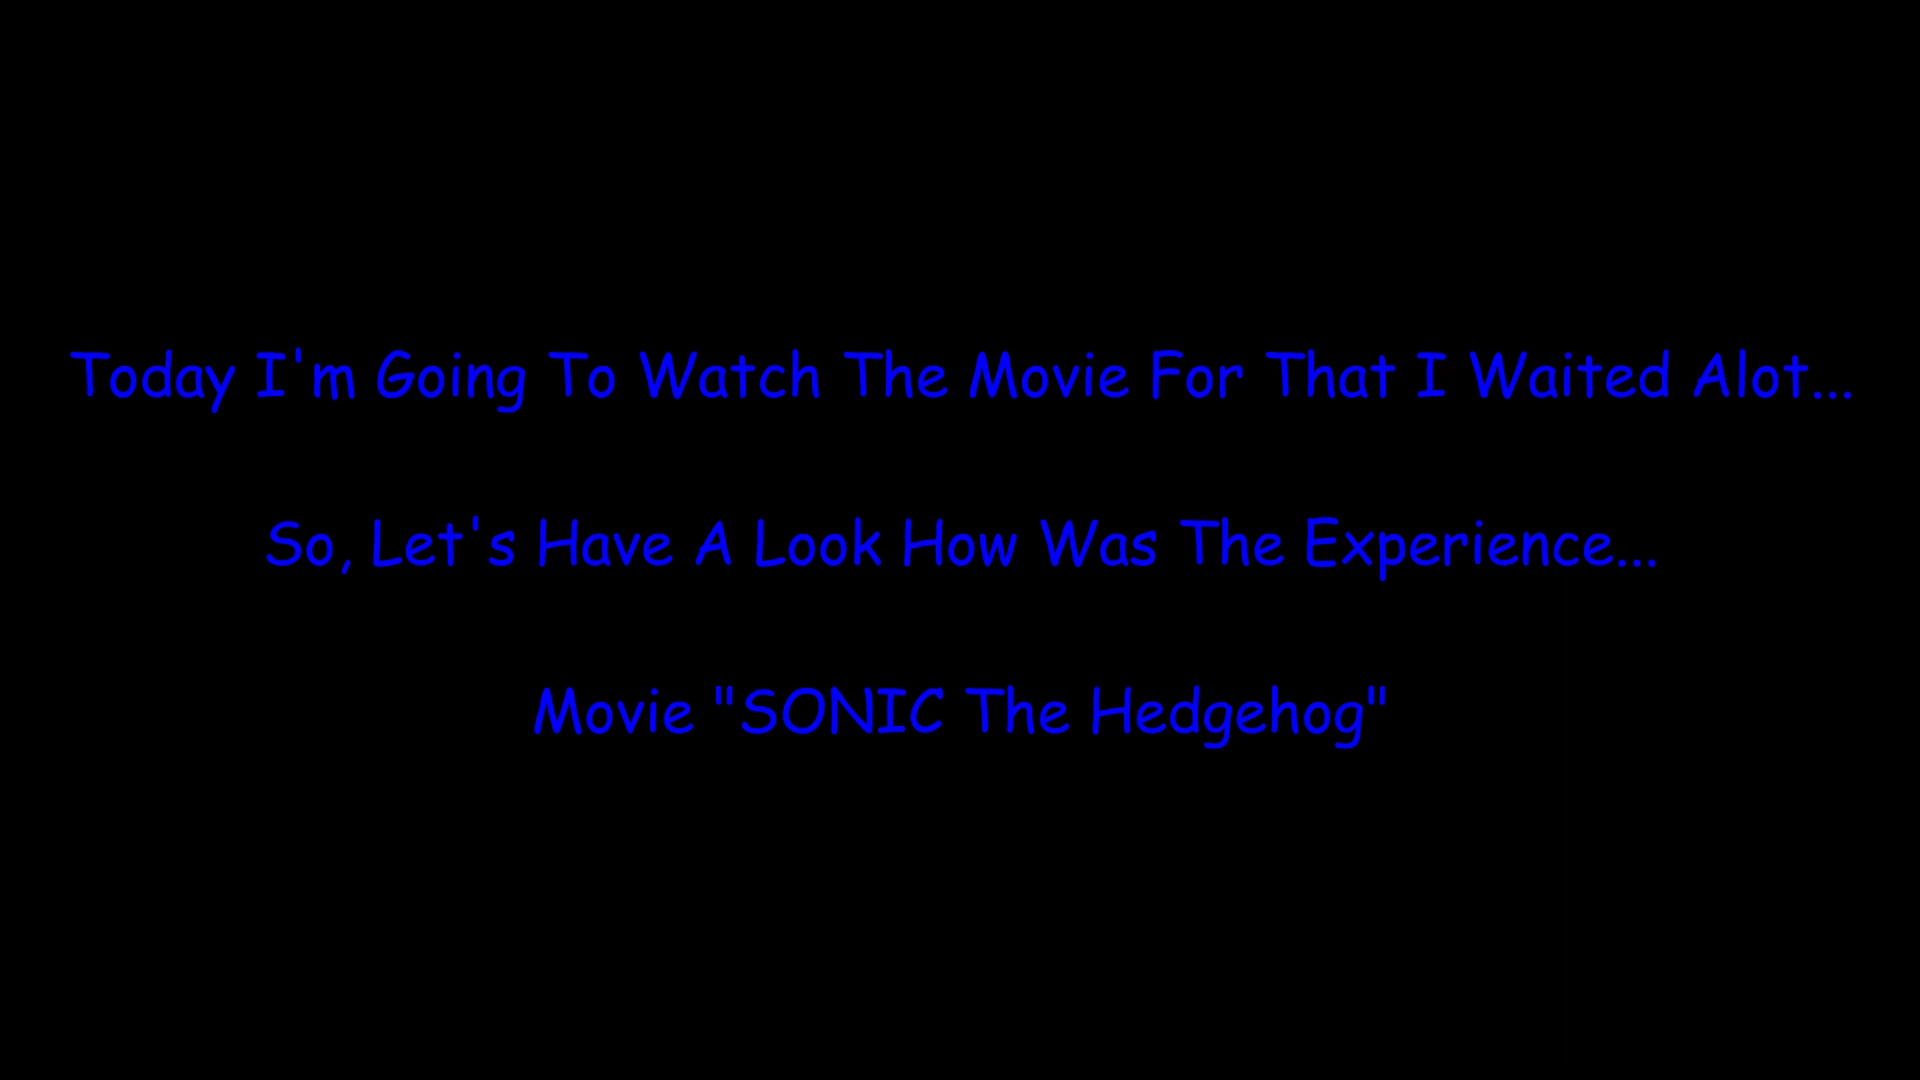 Today I'm Going To Watch The Movie For That I Waited Alot...
So, Let's Have A Look How Was The Experience...
Movie "SONIC The Hedgehog"